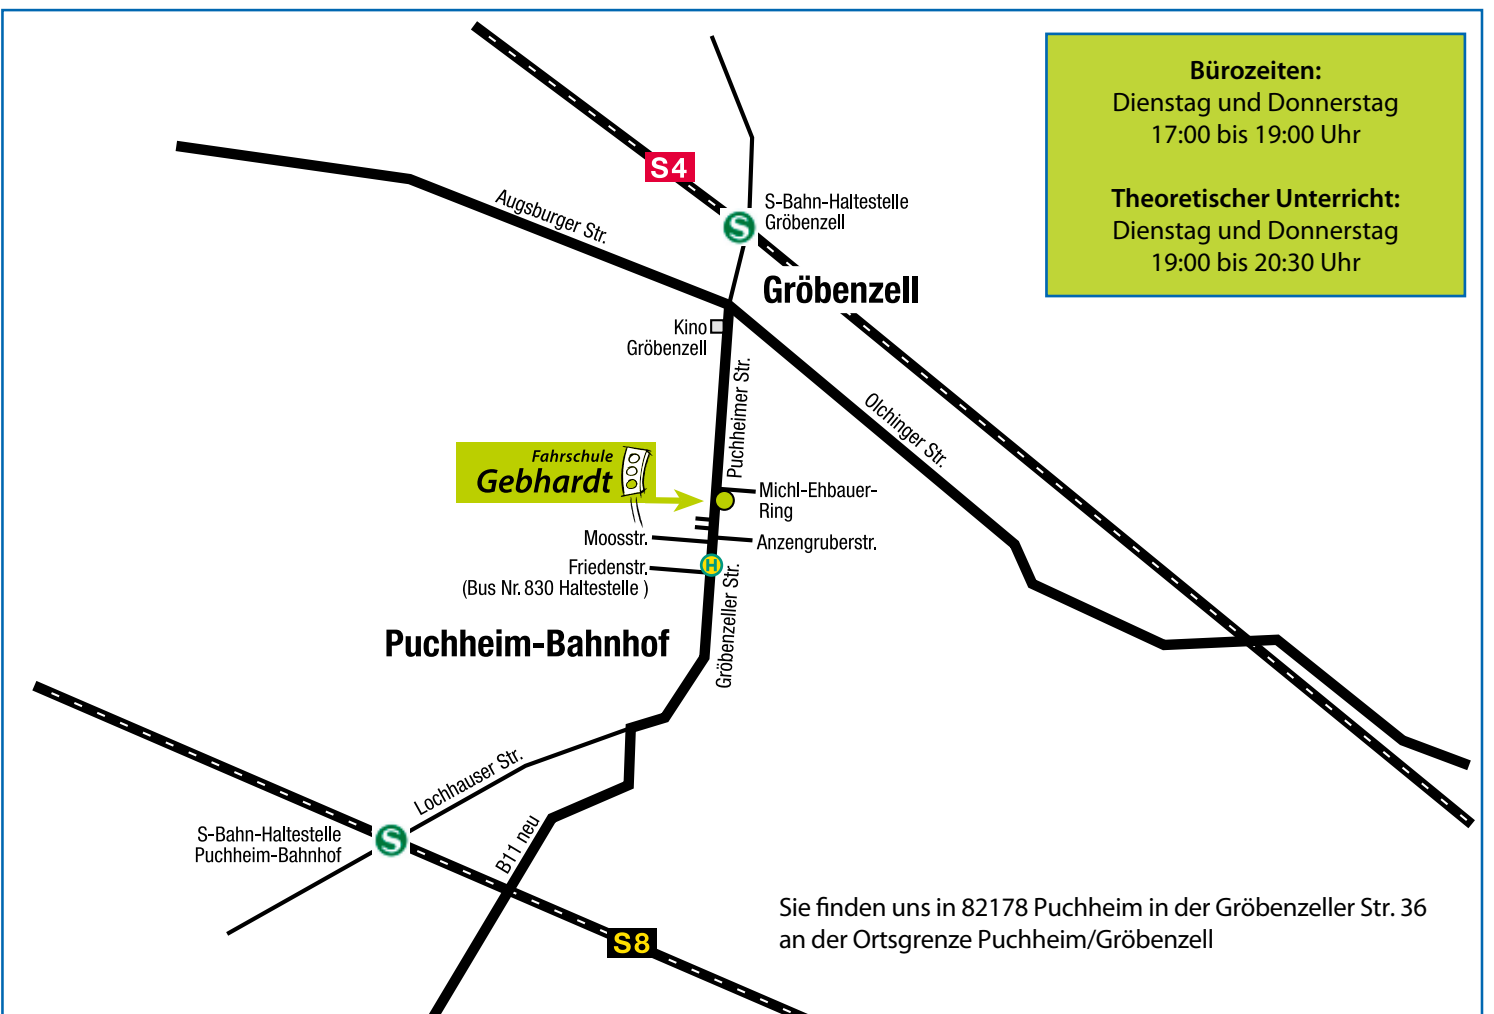 Bürozeiten:
Dienstag und Donnerstag
17:00 bis 19:00 Uhr
Theoretischer Unterricht:
Dienstag und Donnerstag
19:00 bis 20:30 Uhr
S4
Augsburger Str.
S-Bahn-Haltestelle
Gröbenzell
S
Gröbenzell
Kino
Gröbenzell
Puchheimer Str.
Olchinger Str.
Fahrschule
Gebhardt
Michl-Ehbauer-
Ring
Moosstr.
Anzengruberstr.
Friedenstr.
(Bus Nr. 830 Haltestelle )
H
Gröbenzeller Str.
Puchheim-Bahnhof
Lochhauser Str.
S-Bahn-Haltestelle
Puchheim-Bahnhof
S
B11 neu
S8
Sie finden uns in 82178 Puchheim in der Gröbenzeller Str. 36
an der Ortsgrenze Puchheim/Gröbenzell